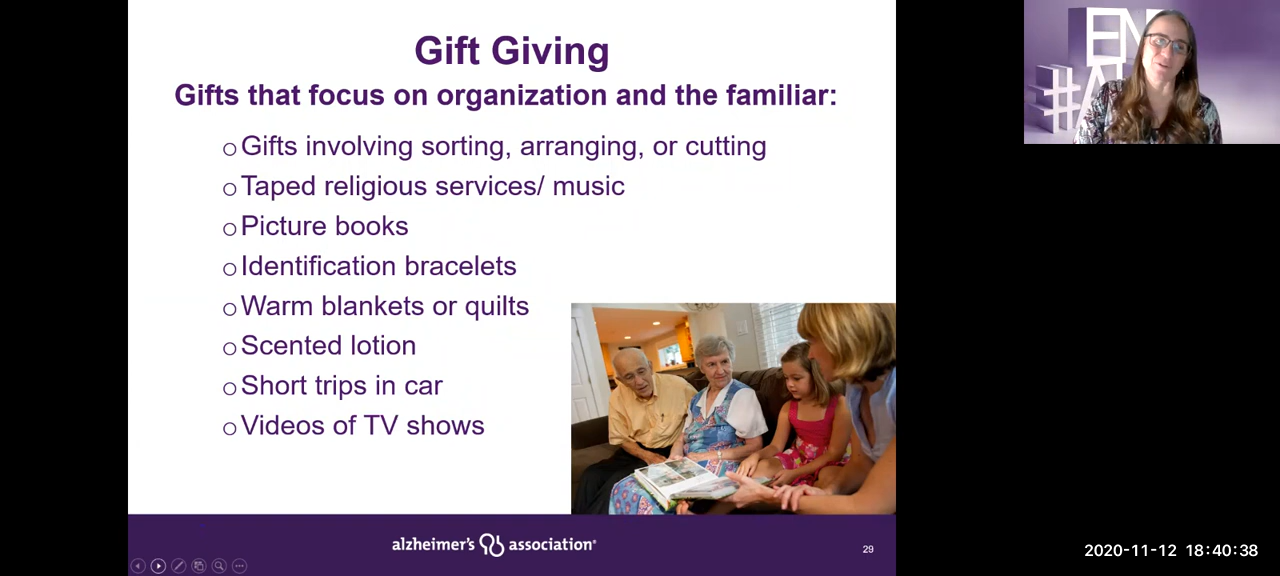 Gift Giving
Gifts that focus on organization and the familiar:
Gifts involving sorting, arranging, or cutting
Taped religious services/ music
Picture books
Identification bracelets
Warm blankets or quilts
Scented lotion
Short trips in car
Videos of TV shows
alzheimer's association®
29
EN
#A
2020-11-12 18:40:38